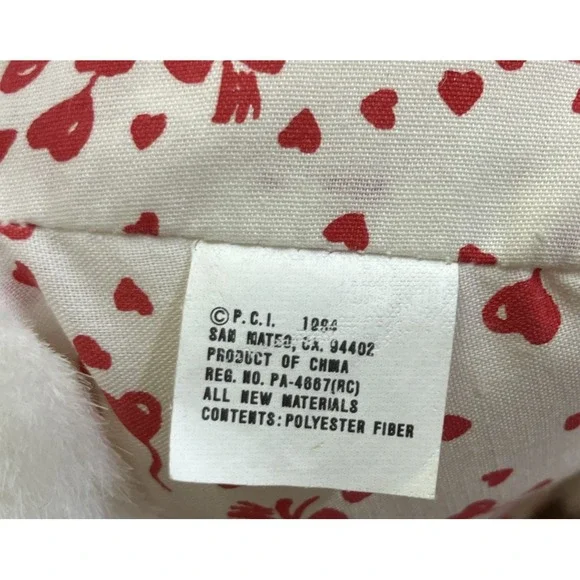 © P.C.I. 1984
SAN MATEO, CA. 94402
PRODUCT OF CHINA
REG. NO. PA-4667(RC)
ALL NEW MATERIALS
CONTENTS: POLYESTER FIBER